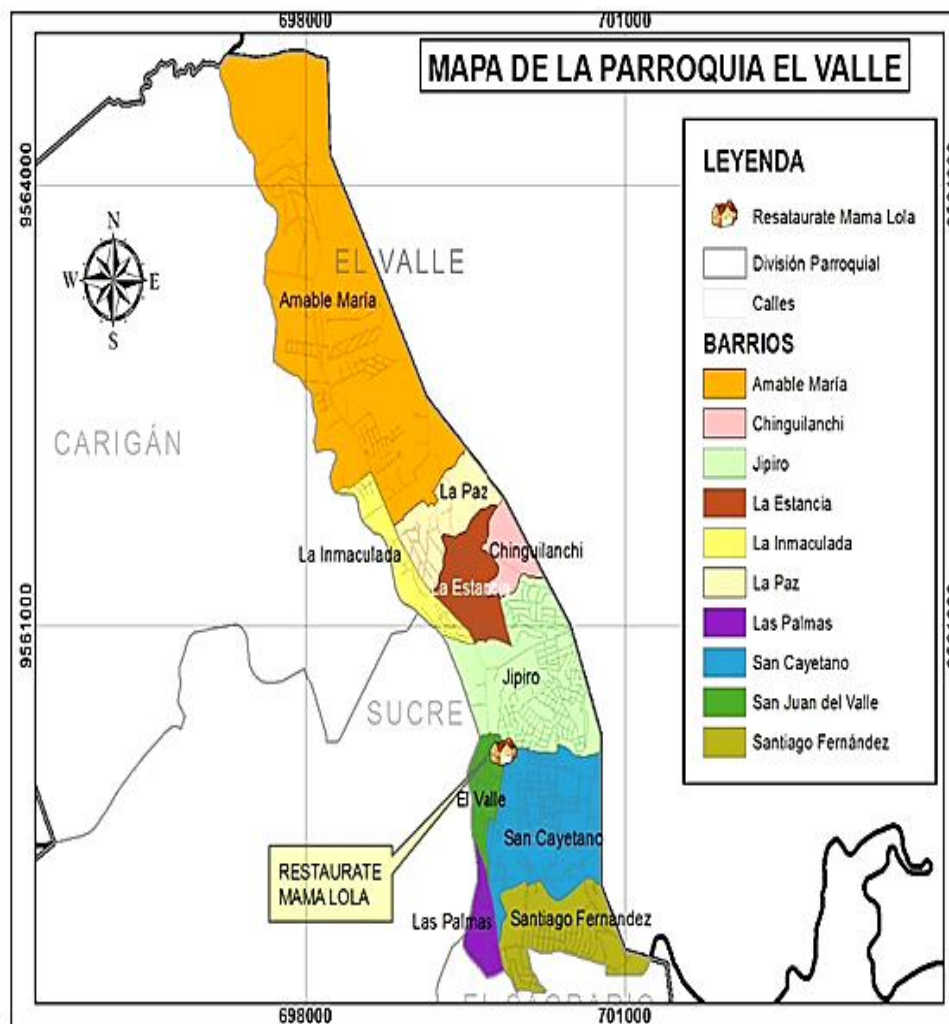 698000
701000
MAPA DE LA PARROQUIA EL VALLE
LEYENDA
Resataurate Mama Lola
División Parroquial
Calles
BARRIOS
Amable María
Chinguilanchi
Jipiro
La Estancia
La Inmaculada
La Paz
Las Palmas
San Cayetano
San Juan del Valle
Santiago Fernández
9564000
N
W
E
S
EL VALLE
Amable María
CARIGÁN
La Paz
La Inmaculada
Chinguilanchi
La Estancia
9561000
Jipiro
SUCRE
El Valle
San Cayetano
RESTAURATE
MAMA LOLA
Las Palmas
Santiago Fernandez
698000
701000